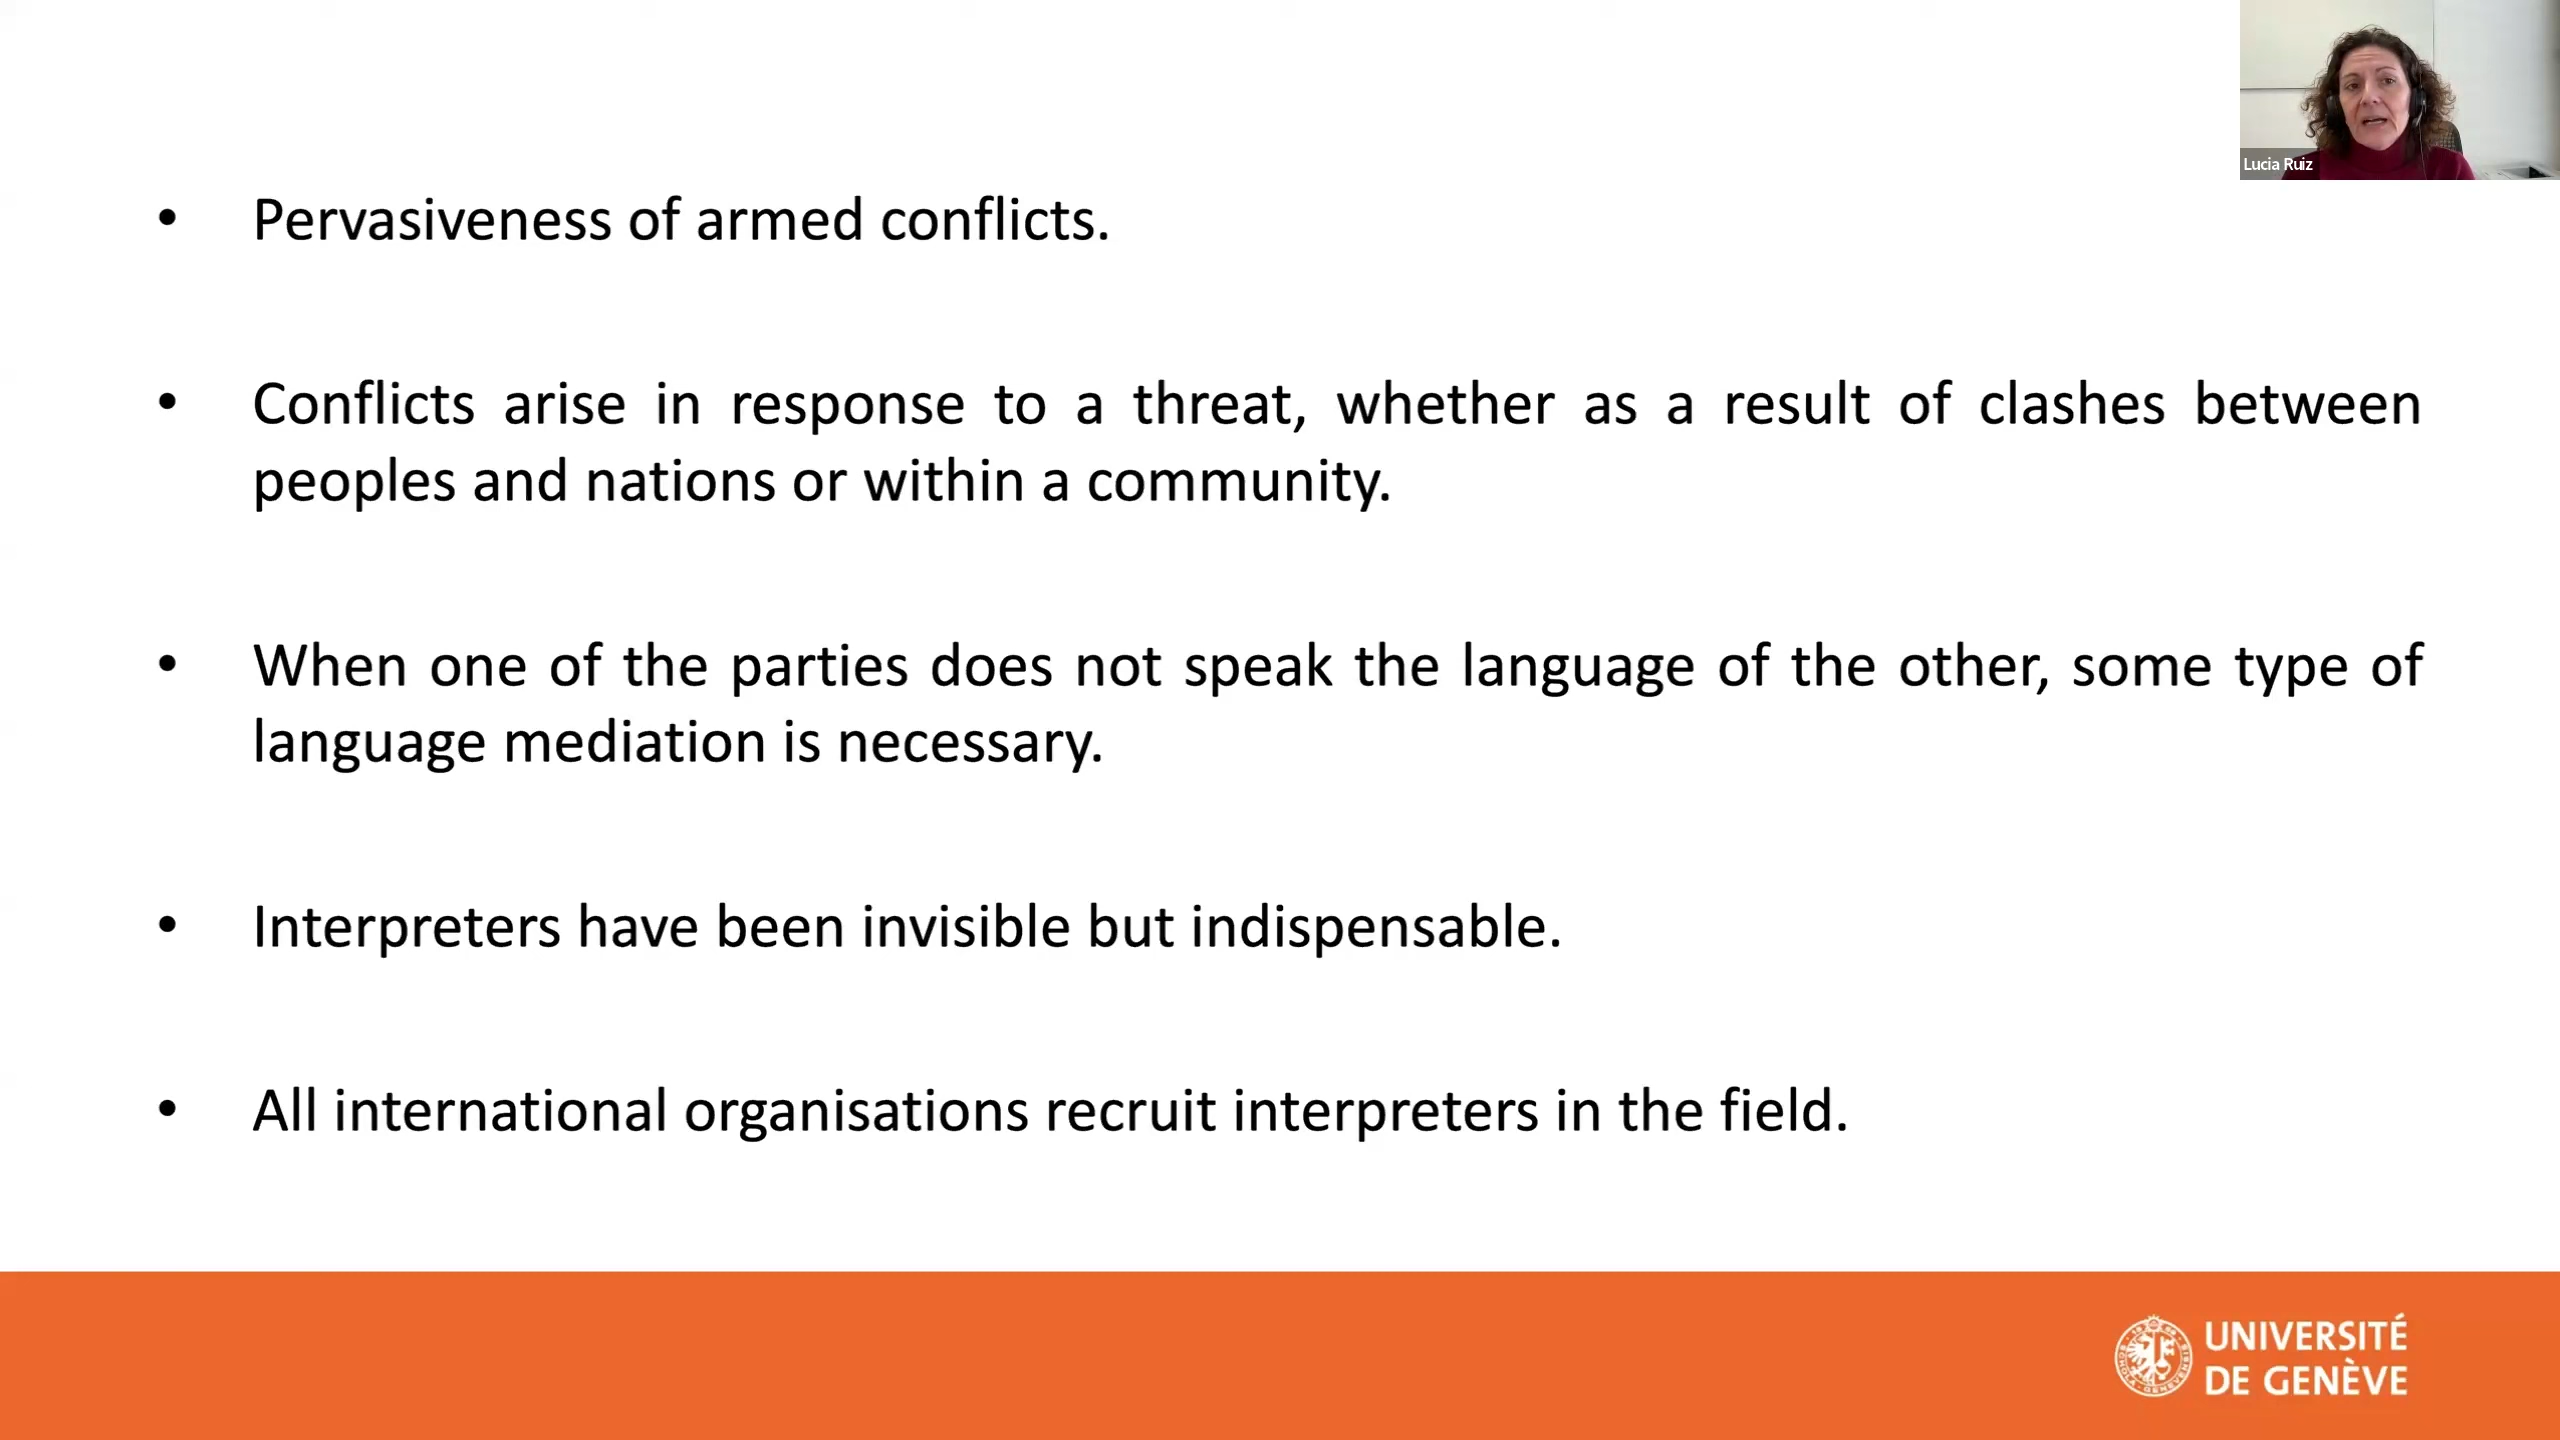 Lucia Ruiz
• Pervasiveness of armed conflicts.
• Conflicts arise in response to a threat, whether as a result of clashes between
peoples and nations or within a community.
• When one of the parties does not speak the language of the other, some type of
language mediation is necessary.
• Interpreters have been invisible but indispensable.
• All international organisations recruit interpreters in the field.
UNIVERSITÉ
DE GENÈVE